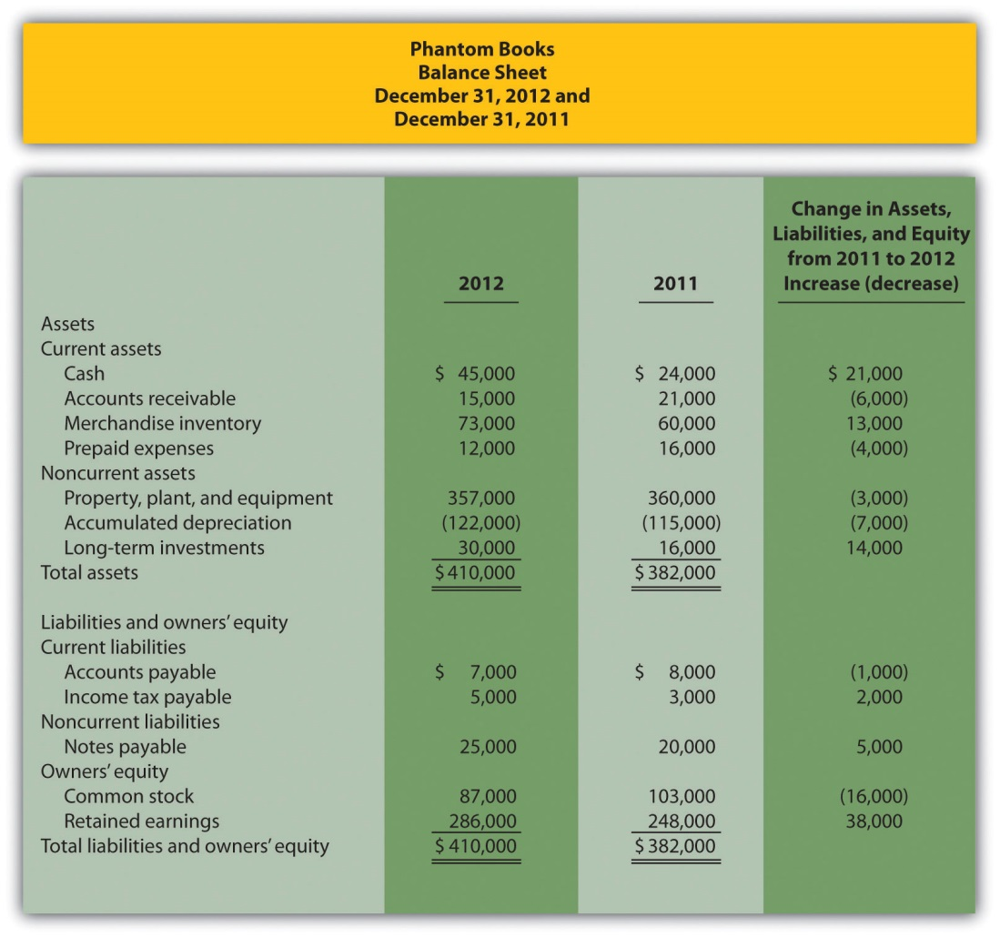 Phantom Books
Balance Sheet
December 31, 2012 and
December 31, 2011
Change in Assets,
Liabilities, and Equity
from 2011 to 2012
2012 2011 Increase (decrease)
Assets
Current assets
Cash $ 45,000 $ 24,000 $ 21,000
Accounts receivable 15,000 21,000 (6,000)
Merchandise inventory 73,000 60,000 13,000
Prepaid expenses 12,000 16,000 (4,000)
Noncurrent assets
Property, plant, and equipment 357,000 360,000 (3,000)
Accumulated depreciation (122,000) (115,000) (7,000)
Long-term investments 30,000 16,000 14,000
Total assets $410,000 $382,000
Liabilities and owners' equity
Current liabilities
Accounts payable $ 7,000 $ 8,000 (1,000)
Income tax payable 5,000 3,000 2,000
Noncurrent liabilities
Notes payable 25,000 20,000 5,000
Owners' equity
Common stock 87,000 103,000 (16,000)
Retained earnings 286,000 248,000 38,000
Total liabilities and owners' equity $410,000 $382,000